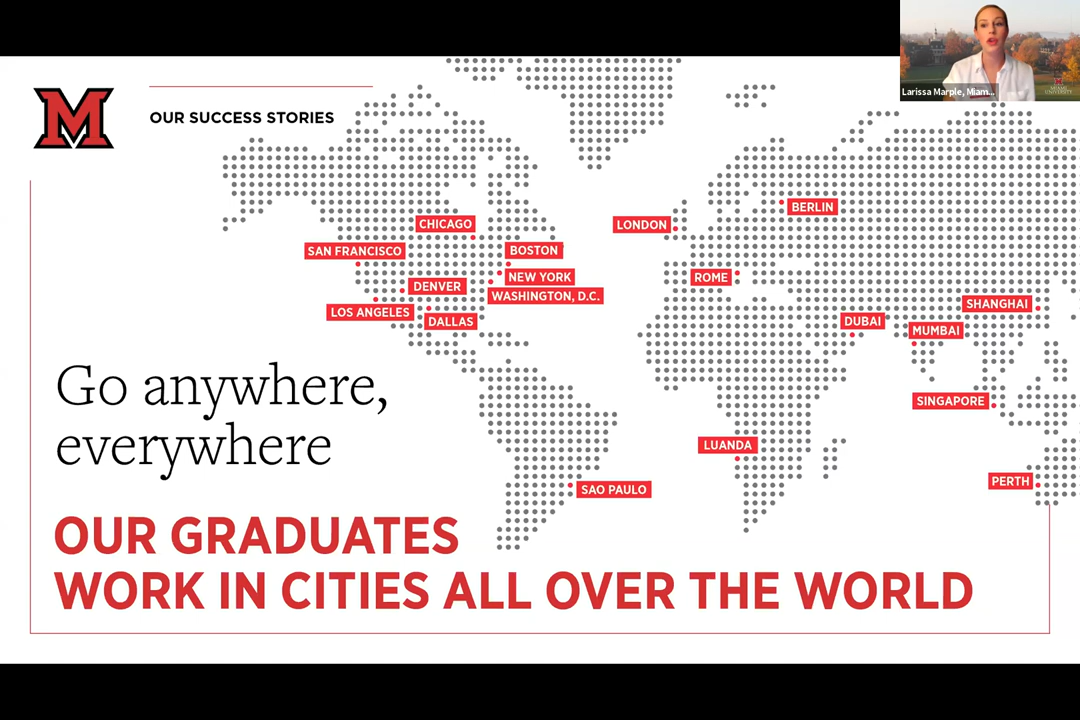 Larissa Marple, Miam...
MIAMI
UNIVERSITY
M
OUR SUCCESS STORIES
BERLIN
CHICAGO
LONDON
SAN FRANCISCO
BOSTON
NEW YORK
ROME
DENVER
WASHINGTON, D.C.
SHANGHAI
LOS ANGELES
DALLAS
DUBAI
MUMBAI
Go anywhere,
everywhere
SINGAPORE
LUANDA
PERTH
SAO PAULO
OUR GRADUATES
WORK IN CITIES ALL OVER THE WORLD